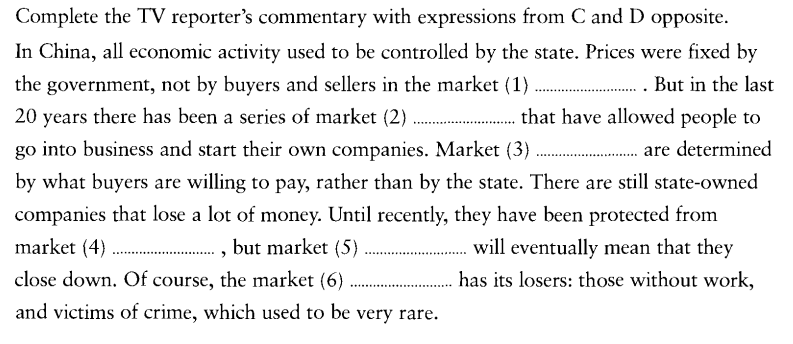 Complete the TV reporter's commentary with expressions from C and D opposite.
In China, all economic activity used to be controlled by the state. Prices were fixed by
the government, not by buyers and sellers in the market (1) ............................ . But in the last
20 years there has been a series of market (2) ............................ that have allowed people to
go into business and start their own companies. Market (3) ............................ are determined
by what buyers are willing to pay, rather than by the state. There are still state-owned
companies that lose a lot of money. Until recently, they have been protected from
market (4) ............................ , but market (5) ............................ will eventually mean that they
close down. Of course, the market (6) ............................ has its losers: those without work,
and victims of crime, which used to be very rare.